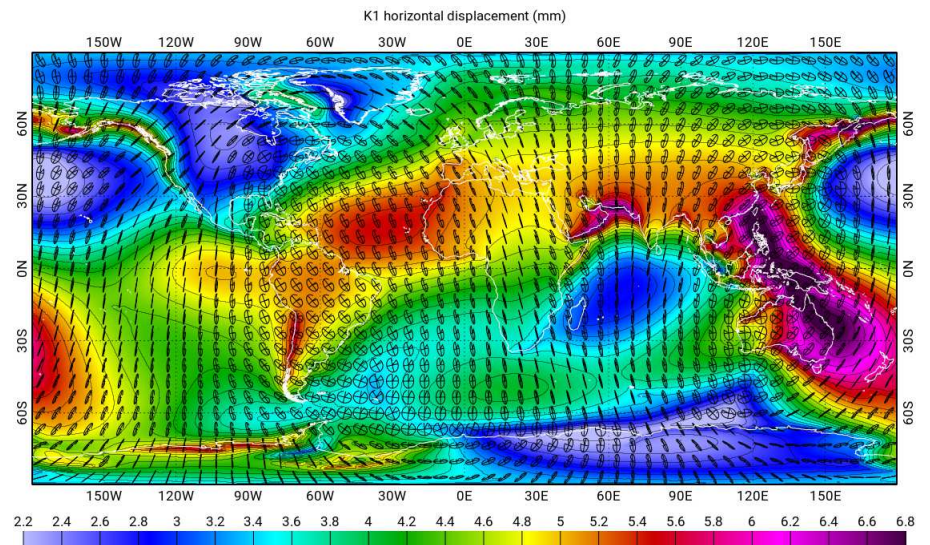 K1 horizontal displacement (mm)
150W 120W 90W 60W 30W 0E 30E 60E 90E 120E 150E
60N 60N
30N 30N
0N 0N
30S 30S
60S 60S
150W 120W 90W 60W 30W 0E 30E 60E 90E 120E 150E
2.2 2.4 2.6 2.8 3 3.2 3.4 3.6 3.8 4 4.2 4.4 4.6 4.8 5 5.2 5.4 5.6 5.8 6 6.2 6.4 6.6 6.8